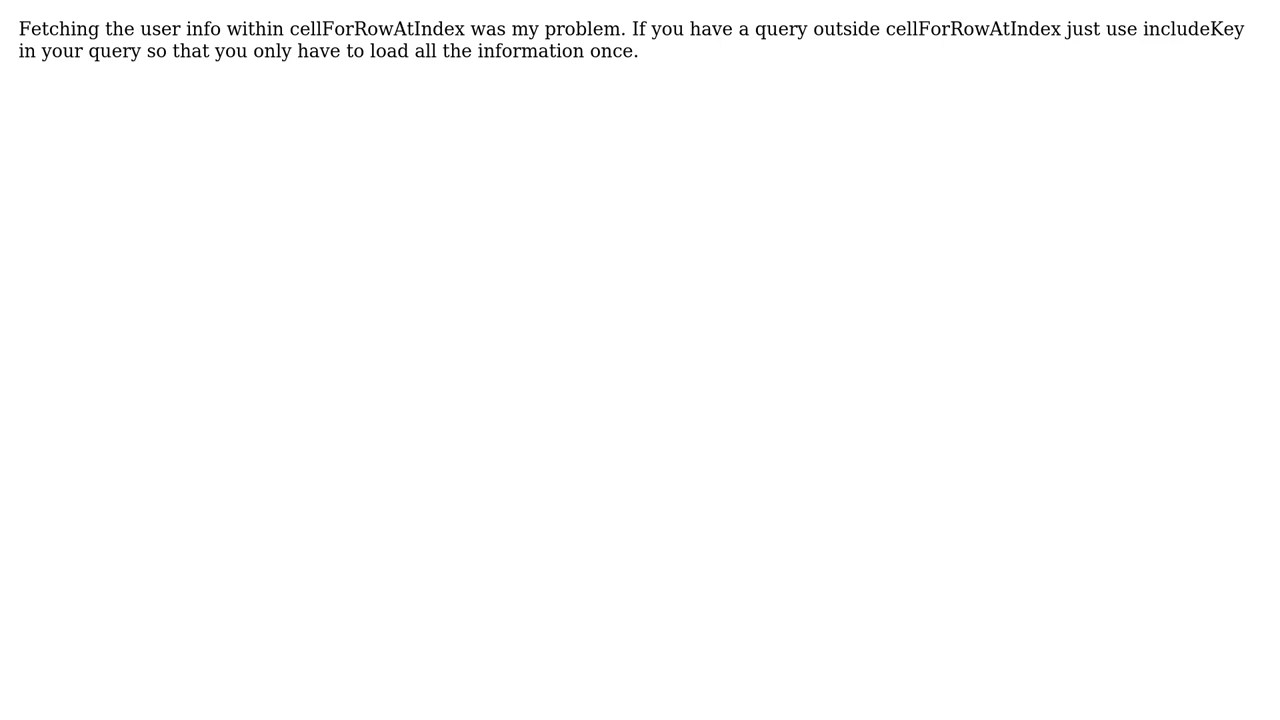 Fetching the user info within cellForRowAtIndex was my problem. If you have a query outside cellForRowAtIndex just use includeKey
in your query so that you only have to load all the information once.